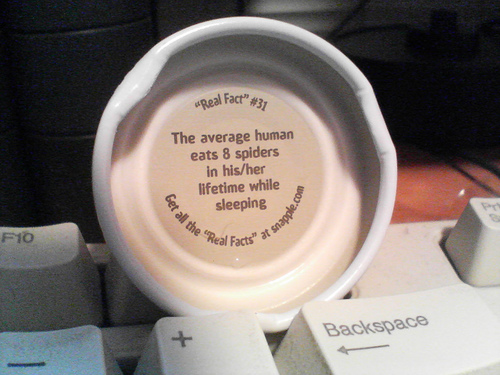 "Real Fact" #31
The average human
eats 8 spiders
in his/her
lifetime while
sleeping
Get all the "Real Facts" at snapple.com
F10
+
Backspace